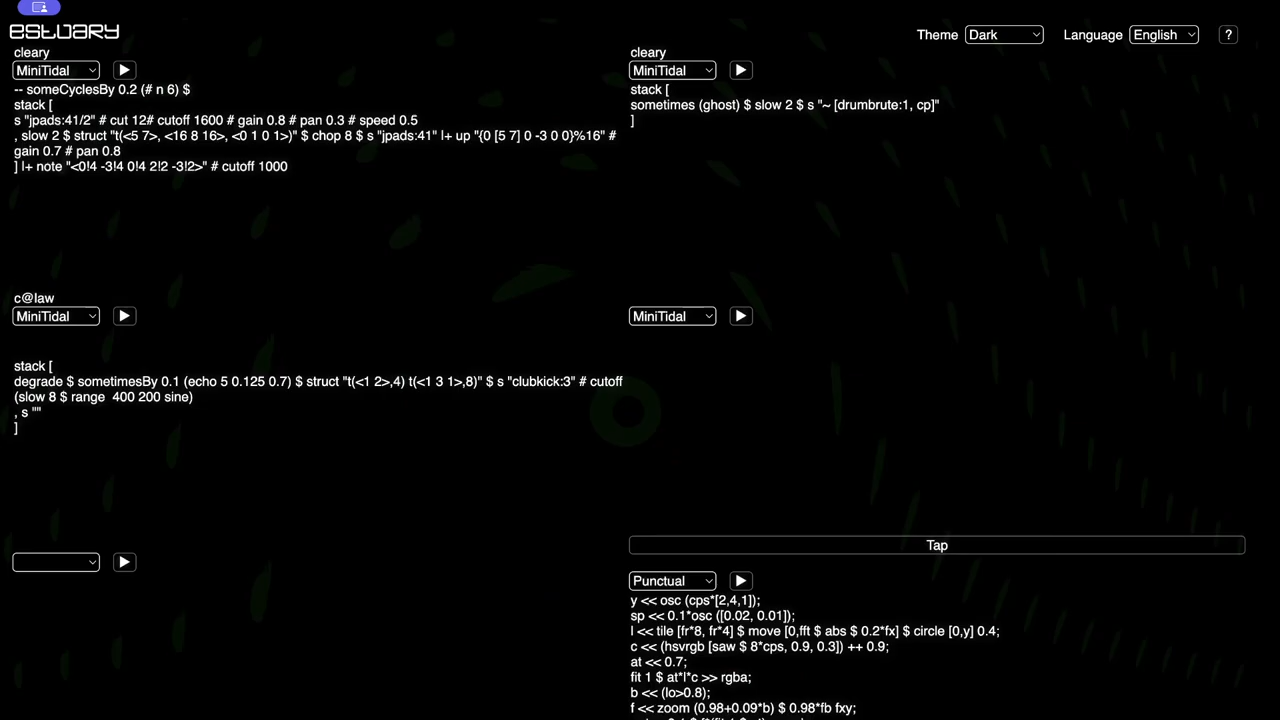 estuary
Theme Dark Language English ?
cleary
MiniTidal
-- someCyclesBy 0.2 (# n 6) $
stack [
s "jpads:41/2" # cut 12# cutoff 1600 # gain 0.8 # pan 0.3 # speed 0.5
, slow 2 $ struct "t(<5 7>, <16 8 16>, <0 1 0 1>)" $ chop 8 $ s "jpads:41" |+ up "{0 [5 7] 0 -3 0 0}%16" #
gain 0.7 # pan 0.8
] |+ note "<0!4 -3!4 0!4 2!2 -3!2>" # cutoff 1000
cleary
MiniTidal
stack [
sometimes (ghost) $ slow 2 $ s "~ [drumbrute:1, cp]"
]
c@law
MiniTidal
stack [
degrade $ sometimesBy 0.1 (echo 5 0.125 0.7) $ struct "t(<1 2>,4) t(<1 3 1>,8)" $ s "clubkick:3" # cutoff
(slow 8 $ range  400 200 sine)
, s ""
]
MiniTidal
Tap
Punctual
y << osc (cps*[2,4,1]);
sp << 0.1*osc ([0.02, 0.01]);
l << tile [fr*8, fr*4] $ move [0,fft $ abs $ 0.2*fx] $ circle [0,y] 0.4;
c << (hsvrgb [saw $ 8*cps, 0.9, 0.3]) ++ 0.9;
at << 0.7;
fit 1 $ at*l*c >> rgba;
b << (lo>0.8);
f << zoom (0.98+0.09*b) $ 0.98*fb fxy;